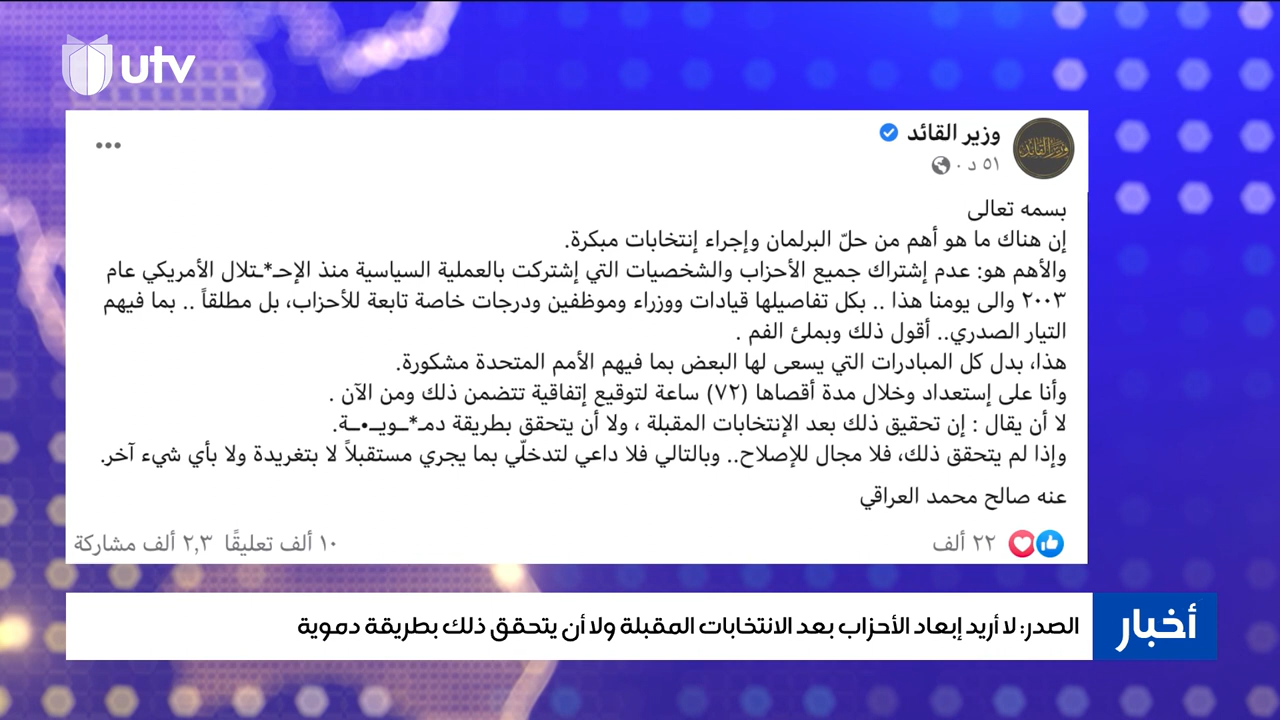 utv
وزير القائد
٥١ د ·
بسمه تعالى
إن هناك ما هو أهم من حلّ البرلمان وإجراء إنتخابات مبكرة.
والأهم هو: عدم إشتراك جميع الأحزاب والشخصيات التي إشتركت بالعملية السياسية منذ الإحـ*ـتلال الأمريكي عام
٢٠٠٣ والى يومنا هذا .. بكل تفاصيلها قيادات ووزراء وموظفين ودرجات خاصة تابعة للأحزاب، بل مطلقاً .. بما فيهم
التيار الصدري.. أقول ذلك وبملئ الفم .
هذا، بدل كل المبادرات التي يسعى لها البعض بما فيهم الأمم المتحدة مشكورة.
وأنا على إستعداد وخلال مدة أقصاها (٧٢) ساعة لتوقيع إتفاقية تتضمن ذلك ومن الآن .
لا أن يقال : إن تحقيق ذلك بعد الإنتخابات المقبلة ، ولا أن يتحقق بطريقة دمـ*ــويــ•ــة.
وإذا لم يتحقق ذلك، فلا مجال للإصلاح.. وبالتالي فلا داعي لتدخلّي بما يجري مستقبلاً لا بتغريدة ولا بأي شيء آخر.
عنه صالح محمد العراقي
٢٢ ألف
١٠ ألف تعليقًا ٢,٣ ألف مشاركة
أخبار
الصدر: لا أريد إبعاد الأحزاب بعد الانتخابات المقبلة ولا أن يتحقق ذلك بطريقة دموية